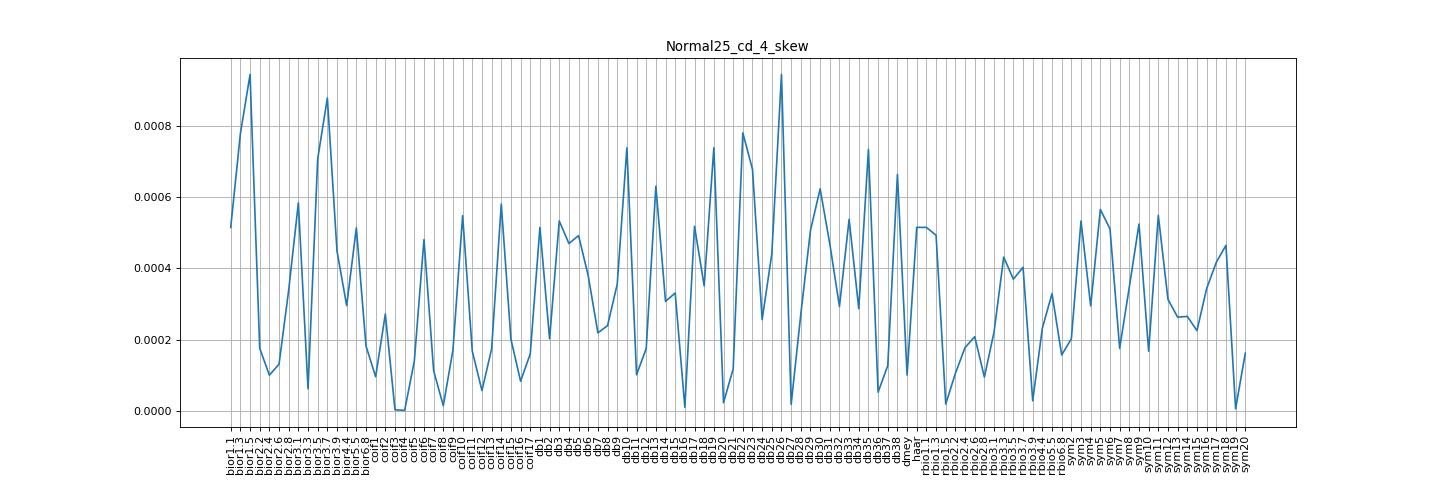 Normal25_cd_4_skew
0.0008
0.0006
0.0004
0.0002
0.0000
bior1.1
bior1.3
bior1.5
bior2.2
bior2.4
bior2.6
bior2.8
bior3.1
bior3.3
bior3.5
bior3.7
bior3.9
bior4.4
bior5.5
bior6.8
coif1
coif2
coif3
coif4
coif5
coif6
coif7
coif8
coif9
coif10
coif11
coif12
coif13
coif14
coif15
coif16
coif17
db1
db2
db3
db4
db5
db6
db7
db8
db9
db10
db11
db12
db13
db14
db15
db16
db17
db18
db19
db20
db21
db22
db23
db24
db25
db26
db27
db28
db29
db30
db31
db32
db33
db34
db35
db36
db37
db38
dmey
haar
rbio1.1
rbio1.3
rbio1.5
rbio2.2
rbio2.4
rbio2.6
rbio2.8
rbio3.1
rbio3.3
rbio3.5
rbio3.7
rbio3.9
rbio4.4
rbio5.5
rbio6.8
sym2
sym3
sym4
sym5
sym6
sym7
sym8
sym9
sym10
sym11
sym12
sym13
sym14
sym15
sym16
sym17
sym18
sym19
sym20